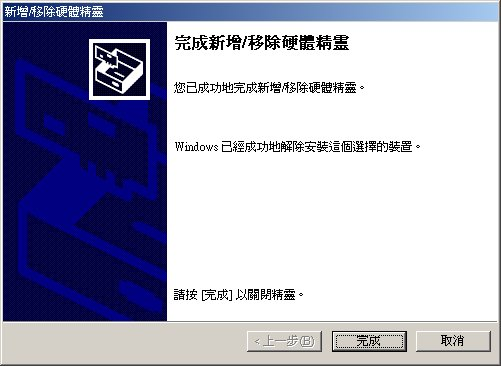 新增/移除硬體精靈
完成新增/移除硬體精靈
您已成功地完成新增/移除硬體精靈。
Windows 已經成功地解除安裝這個選擇的裝置。
請按 [完成] 以關閉精靈。
< 上一步(B)
完成
取消